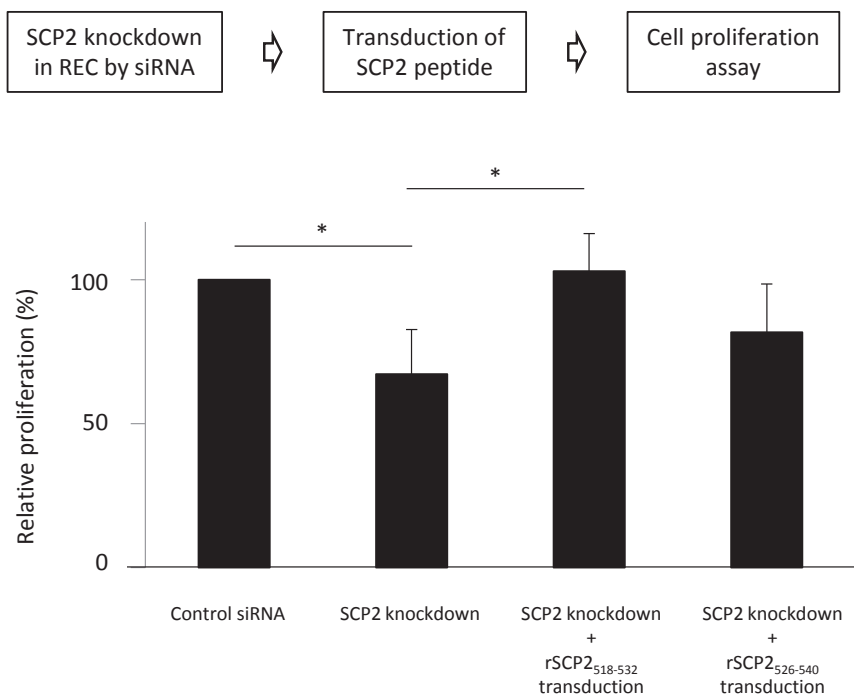 SCP2 knockdown
in REC by siRNA
Transduction of
SCP2 peptide
Cell proliferation
assay
*
*
Relative proliferation (%)
100
50
0
Control siRNA
SCP2 knockdown
SCP2 knockdown
+
rSCP2518-532
transduction
SCP2 knockdown
+
rSCP2526-540
transduction